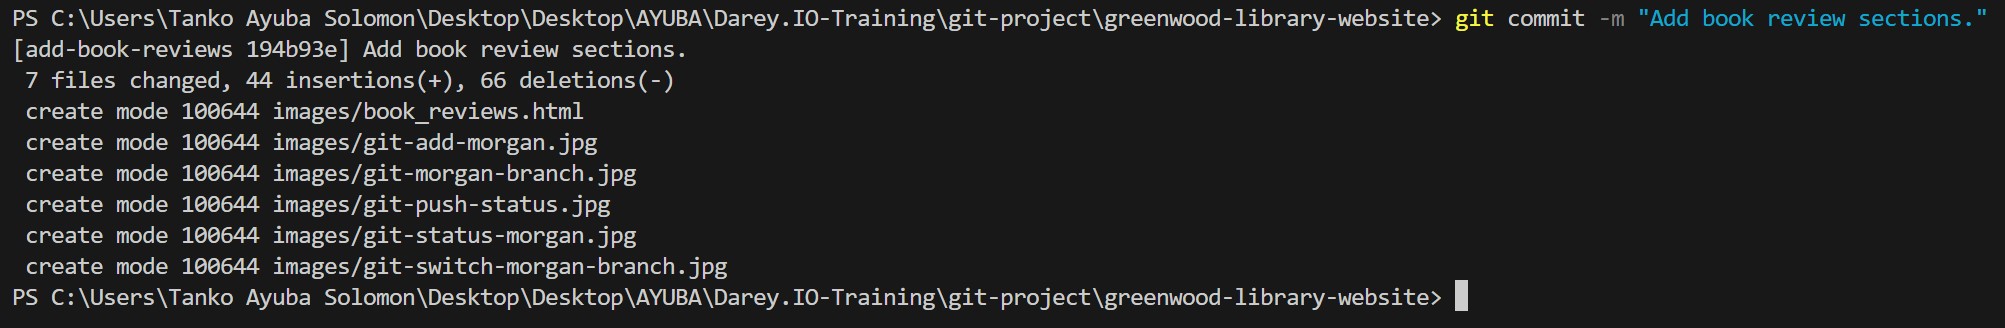 PS C:\Users\Tanko Ayuba Solomon\Desktop\Desktop\AYUBA\Darey.IO-Training\git-project\greenwood-library-website> git commit -m "Add book review sections."
[add-book-reviews 194b93e] Add book review sections.
 7 files changed, 44 insertions(+), 66 deletions(-)
 create mode 100644 images/book_reviews.html
 create mode 100644 images/git-add-morgan.jpg
 create mode 100644 images/git-morgan-branch.jpg
 create mode 100644 images/git-push-status.jpg
 create mode 100644 images/git-status-morgan.jpg
 create mode 100644 images/git-switch-morgan-branch.jpg
PS C:\Users\Tanko Ayuba Solomon\Desktop\Desktop\AYUBA\Darey.IO-Training\git-project\greenwood-library-website>